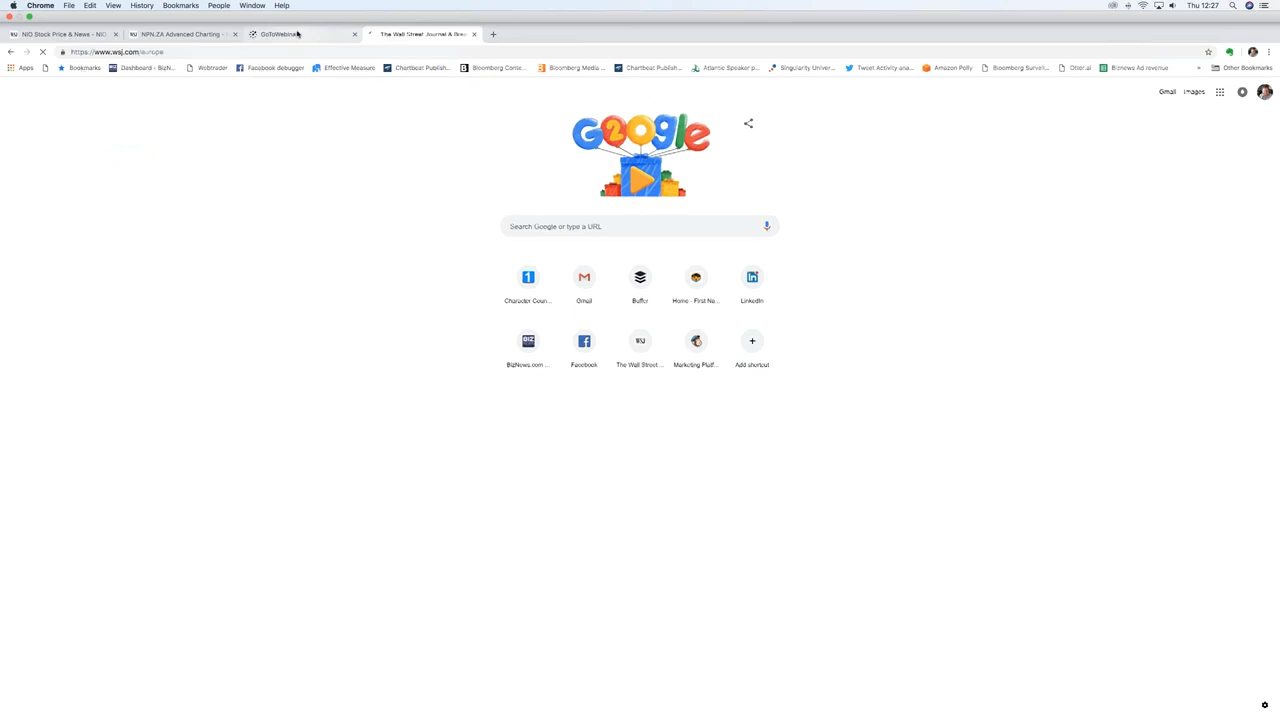 Chrome File Edit View History Bookmarks People Window Help Thu 12:27
NIO Stock Price & News - NIO NPN.ZA Advanced Charting - GoToWebinar The Wall Street Journal & Brea
https://www.wsj.com/europe
Apps Bookmarks Dashboard - BizN... Webtrader Facebook debugger Effective Measure Chartbeat Publish... Bloomberg Conte... Bloomberg Media ... Chartbeat Publish... Atlantic Speaker p... Singularity Univer... Tweet Activity ana... Amazon Polly Bloomberg Surveil... Otter.ai Biznews Ad revenue » Other Bookmarks
Gmail Images
G20gle
Search Google or type a URL
Character Coun... Gmail Buffer Home - First Na... LinkedIn
BizNews.com ... Facebook The Wall Street ... Marketing Platf... Add shortcut